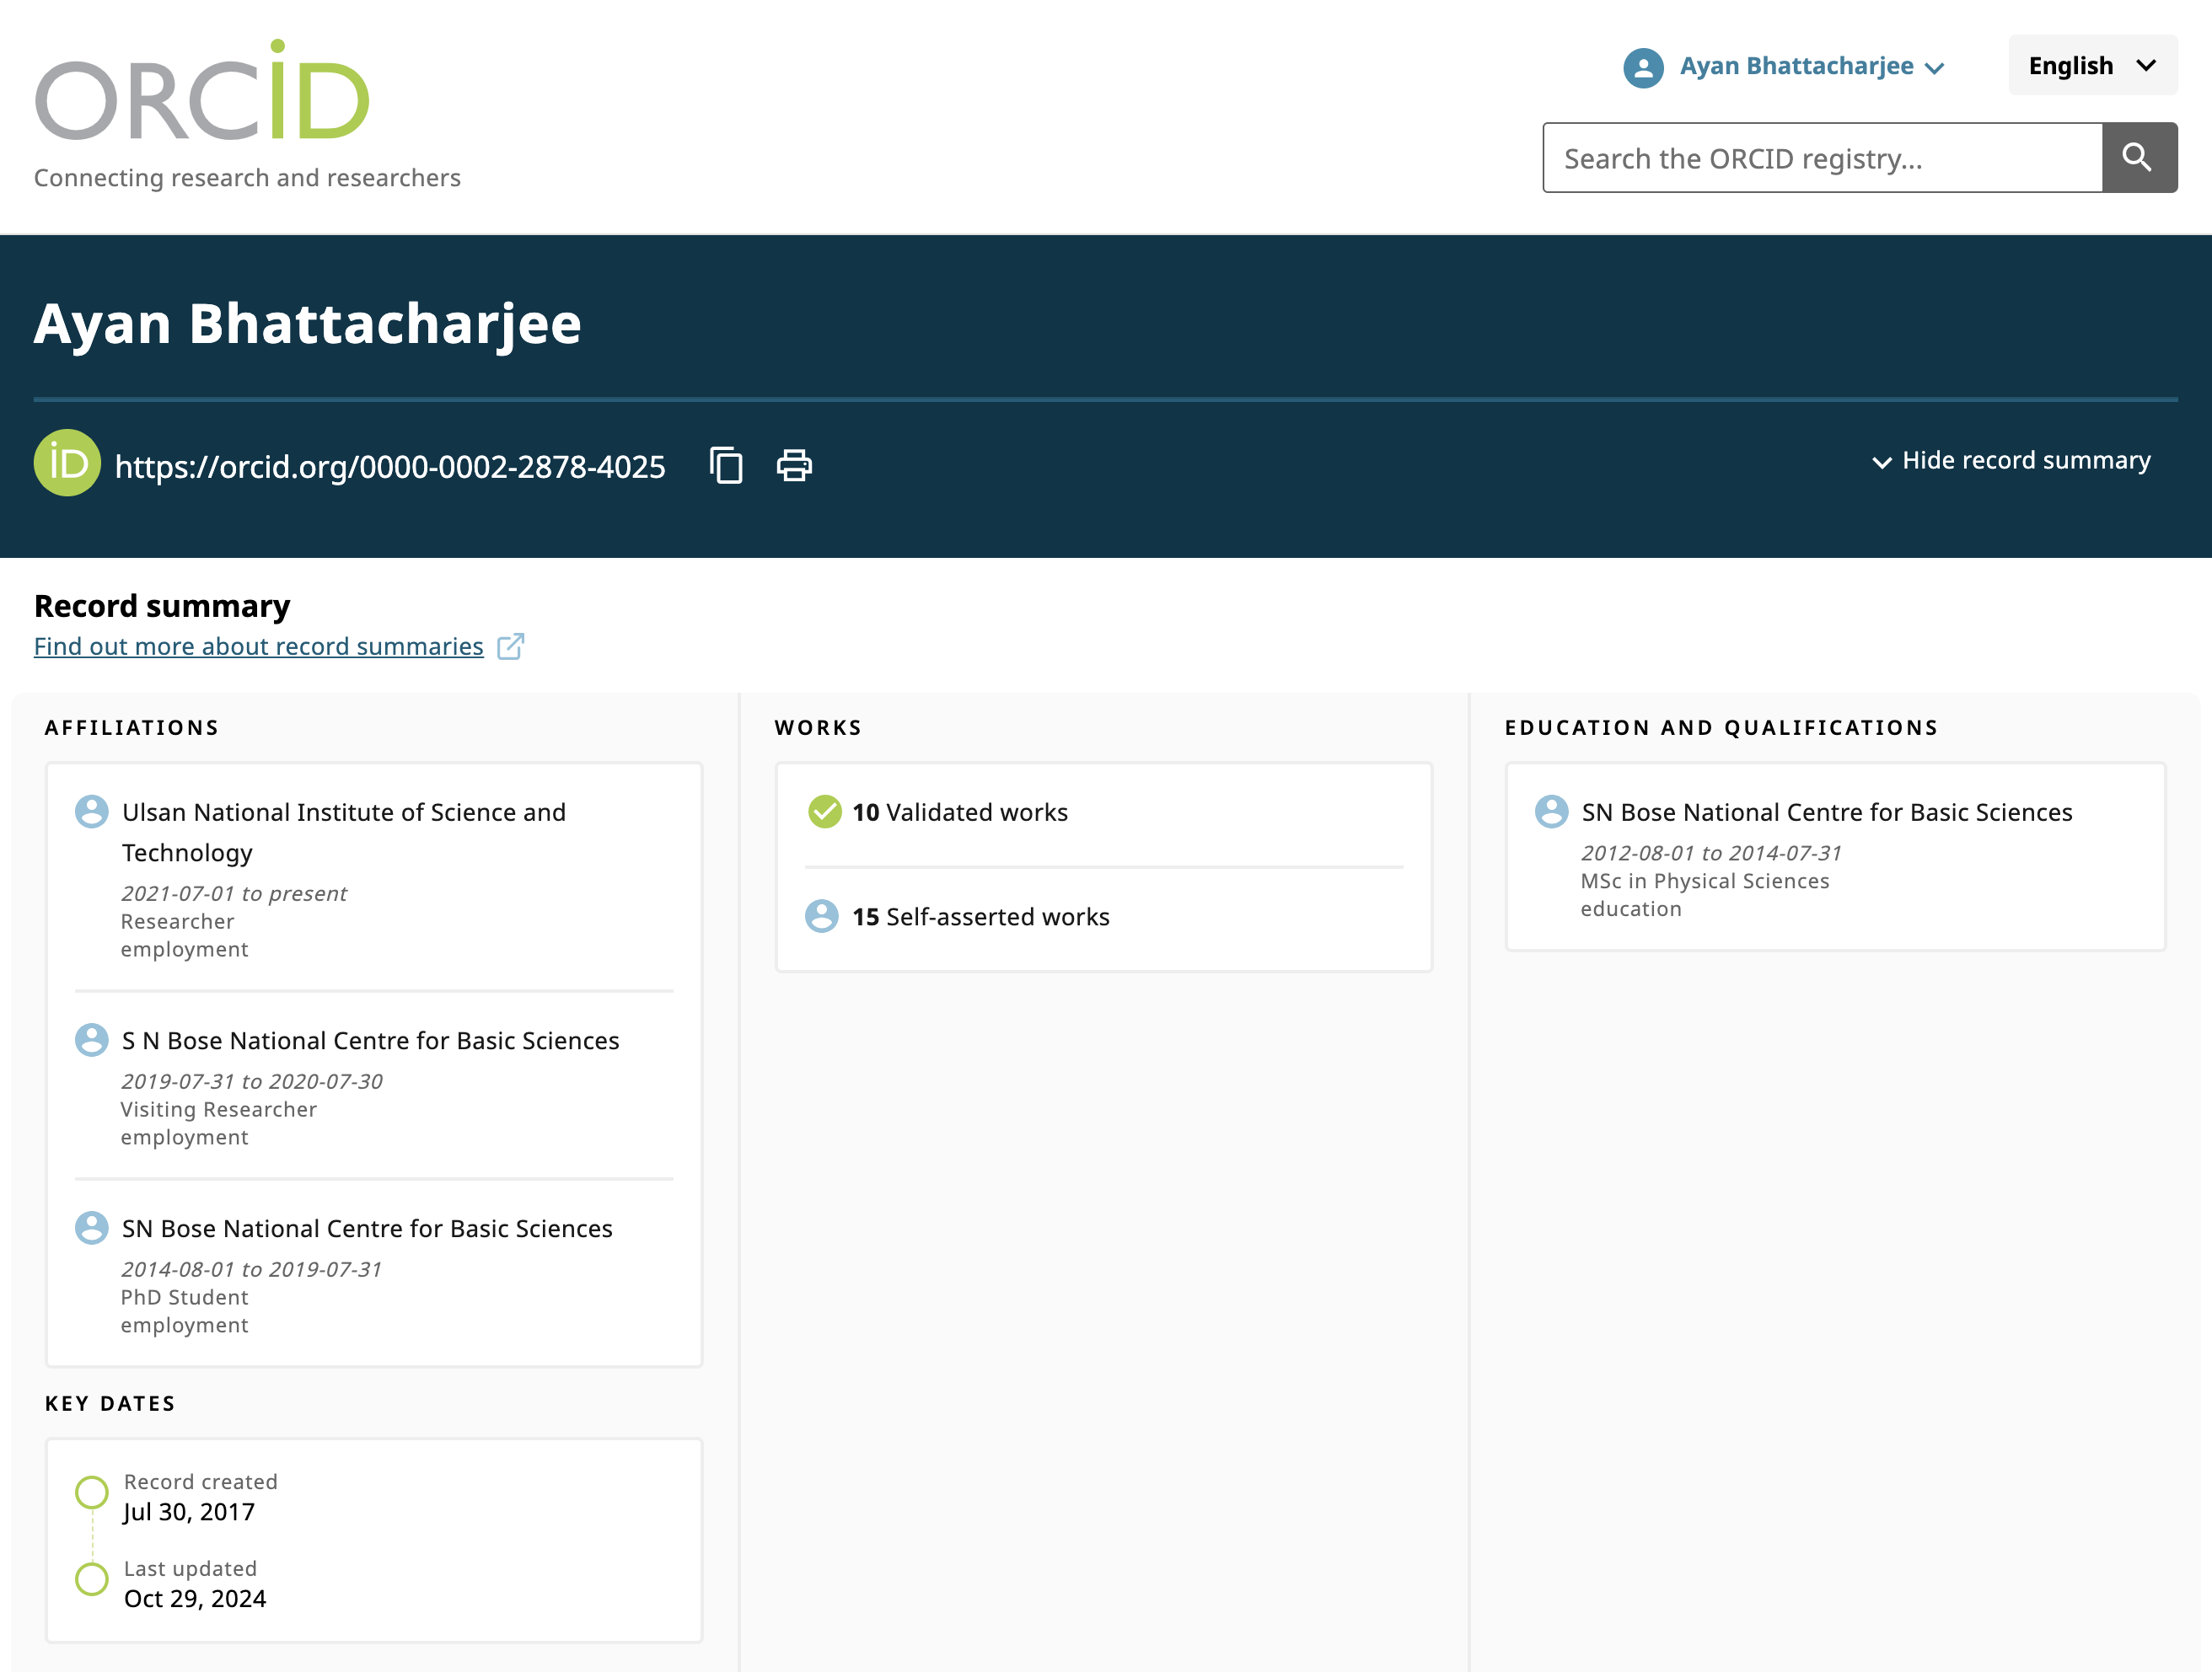 ORCID
Connecting research and researchers
Ayan Bhattacharjee
English
Search the ORCID registry...
Ayan Bhattacharjee
iD
https://orcid.org/0000-0002-2878-4025
Hide record summary
Record summary
Find out more about record summaries
AFFILIATIONS
Ulsan National Institute of Science and
Technology
2021-07-01 to present
Researcher
employment
S N Bose National Centre for Basic Sciences
2019-07-31 to 2020-07-30
Visiting Researcher
employment
SN Bose National Centre for Basic Sciences
2014-08-01 to 2019-07-31
PhD Student
employment
KEY DATES
Record created
Jul 30, 2017
Last updated
Oct 29, 2024
WORKS
10 Validated works
15 Self-asserted works
EDUCATION AND QUALIFICATIONS
SN Bose National Centre for Basic Sciences
2012-08-01 to 2014-07-31
MSc in Physical Sciences
education